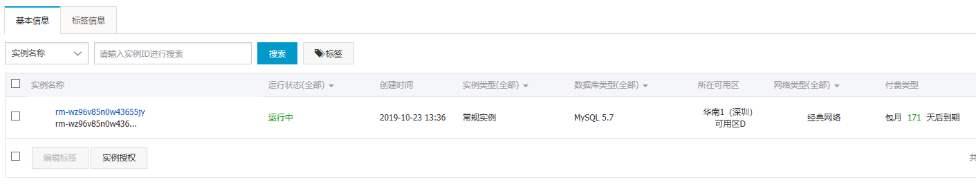 基本信息 标签信息
实例名称 请输入实例ID进行搜索 搜索 标签
实例名称 运行状态(全部) 创建时间 实例类型(全部) 数据库类型(全部) 所在可用区 网络类型(全部) 付费类型
rm-wz96v85n0w43655jv 运行中 2019-10-23 13:36 常规实例 MySQL 5.7 华南1（深圳） 经典网络 包月 171 天后到期
rm-wz96v85n0w436... 可用区D
编辑标签 实例授权 共